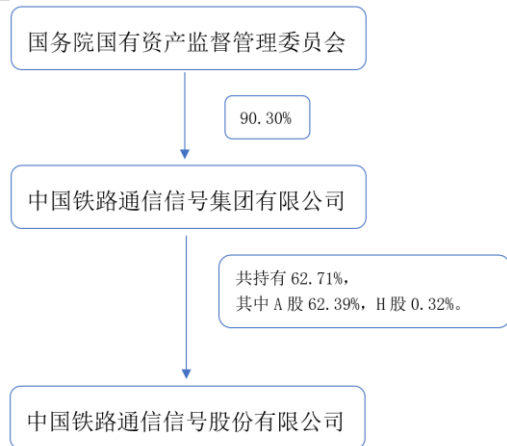 国务院国有资产监督管理委员会
90.30%
中国铁路通信信号集团有限公司
共持有 62.71%,
其中 A 股 62.39%, H 股 0.32%。
中国铁路通信信号股份有限公司